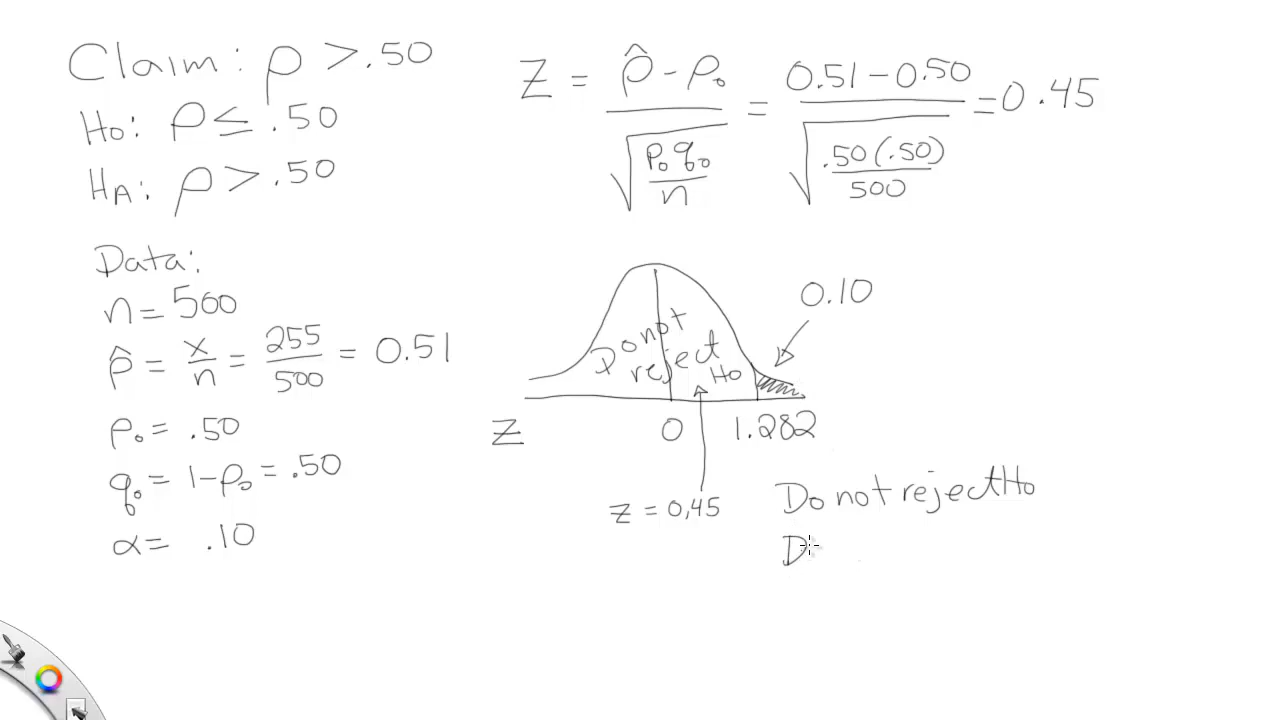 Claim: p > .50
Ho: p ≤ .50
HA: p > .50
Data:
n = 500
p̂ = x/n = 255/500 = 0.51
p₀ = .50
q₀ = 1-p₀ = .50
α = .10
Z = (p̂ - p₀)/√(p₀q₀/n) = (0.51 - 0.50)/√(.50(.50)/500) = 0.45
0.10
Do not
reject
Ho
Z 0 1.282
z = 0.45
Do not reject Ho
D